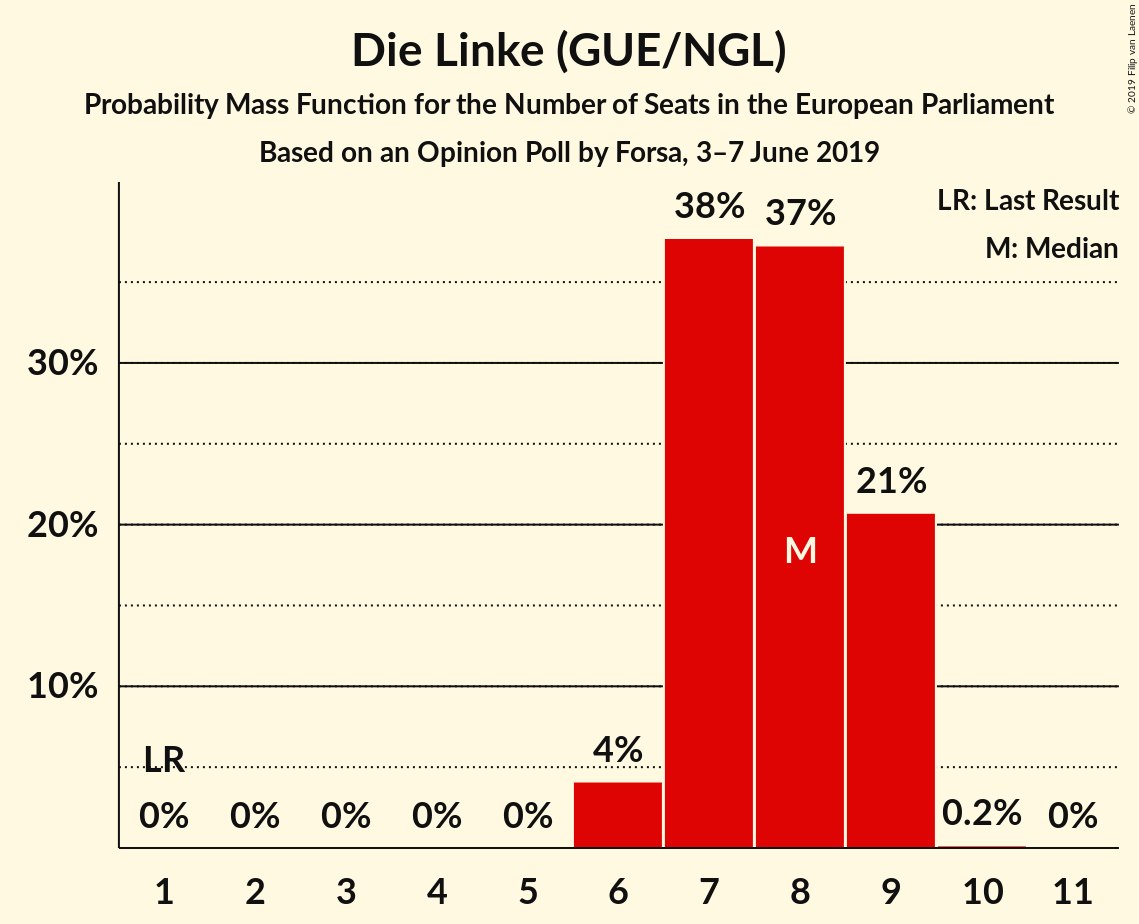 Die Linke (GUE/NGL)
Probability Mass Function for the Number of Seats in the European Parliament
Based on an Opinion Poll by Forsa, 3–7 June 2019
© 2019 Filip van Laenen
LR: Last Result
M: Median
38%
37%
30%
21%
20%
M
10%
LR
4%
0%
0%
0%
0%
0%
0.2%
0%
1 2 3 4 5 6 7 8 9 10 11